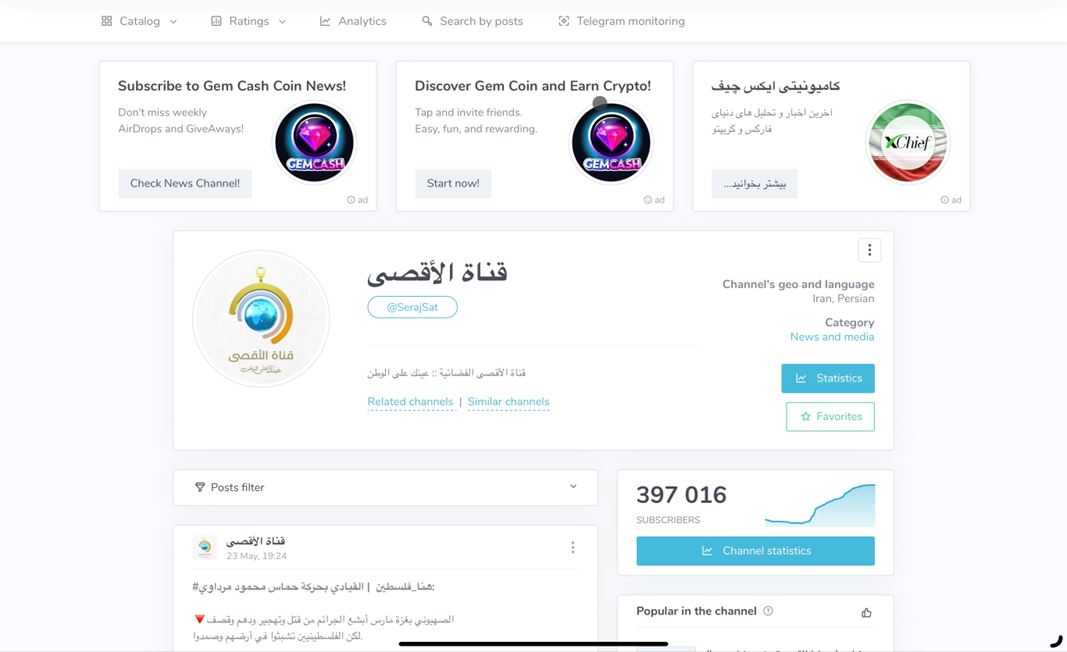 Catalog
Ratings
Analytics
Search by posts
Telegram monitoring
Subscribe to Gem Cash Coin News!
Don't miss weekly
AirDrops and GiveAways!
GEMCASH
Check News Channel!
ad
Discover Gem Coin and Earn Crypto!
Tap and invite friends.
Easy, fun, and rewarding.
GEMCASH
Start now!
ad
کامیونیتی ایکس چیف
آخرین اخبار و تحلیل های دنیای
فارکس و کریپتو
xChief
بیشتر بخوانید...
ad
قناة الأقصى
قناة الأقصى
@SerajSat
قناة الأقصى الفضائية :: عينك على الوطن
Related channels | Similar channels
Channel's geo and language
Iran, Persian
Category
News and media
Statistics
Favorites
Posts filter
397 016
SUBSCRIBERS
Channel statistics
قناة الأقصى
23 May, 19:24
#هنا_فلسطين | القيادي بحركة حماس محمود مرداوي:
🔻الصهيوني بغزة مارس أبشع الجرائم من قتل وتهجير ودهم وقصف
لكن الفلسطينيين تشبثوا في أرضهم وصمدوا.
Popular in the channel